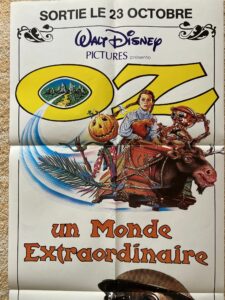 SORTIE LE 23 OCTOBRE
WALT DISNEY
PICTURES présente
OZ
un Monde
Extraordinaire